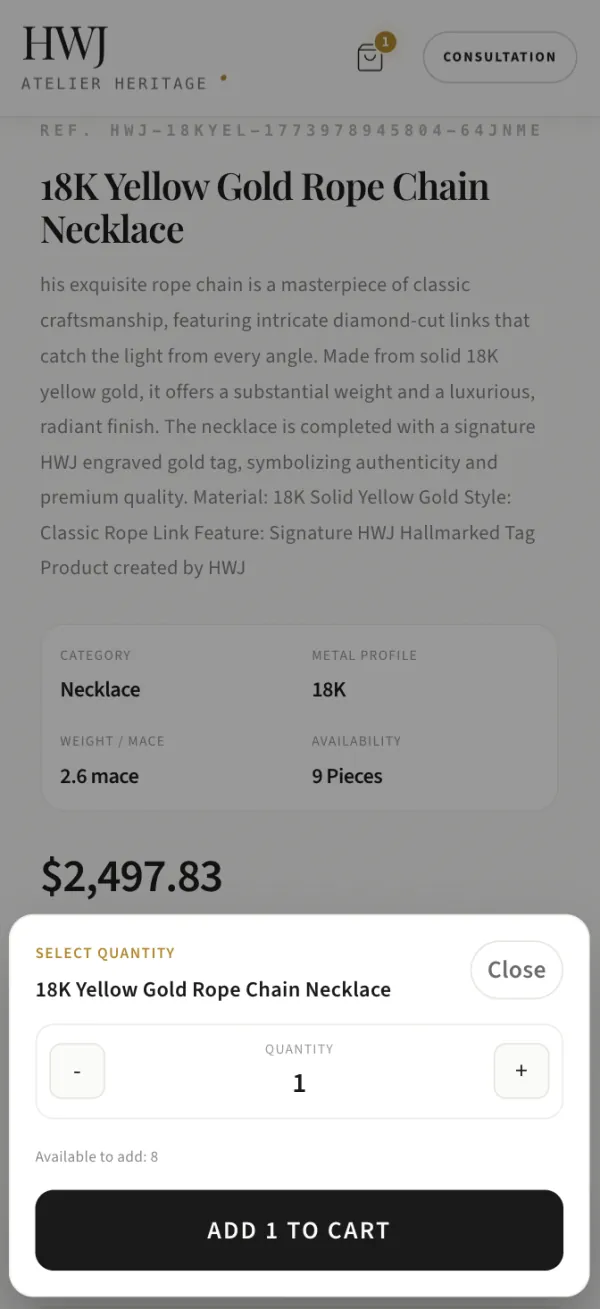 HWJ
ATELIER HERITAGE
1
CONSULTATION
REF. HWJ-18KYEL-1773978945804-64JNME
18K Yellow Gold Rope Chain
Necklace
his exquisite rope chain is a masterpiece of classic
craftsmanship, featuring intricate diamond-cut links that
catch the light from every angle. Made from solid 18K
yellow gold, it offers a substantial weight and a luxurious,
radiant finish. The necklace is completed with a signature
HWJ engraved gold tag, symbolizing authenticity and
premium quality. Material: 18K Solid Yellow Gold Style:
Classic Rope Link Feature: Signature HWJ Hallmarked Tag
Product created by HWJ
CATEGORY
Necklace
METAL PROFILE
18K
WEIGHT / MACE
2.6 mace
AVAILABILITY
9 Pieces
$2,497.83
SELECT QUANTITY
18K Yellow Gold Rope Chain Necklace
Close
-
QUANTITY
1
+
Available to add: 8
ADD 1 TO CART